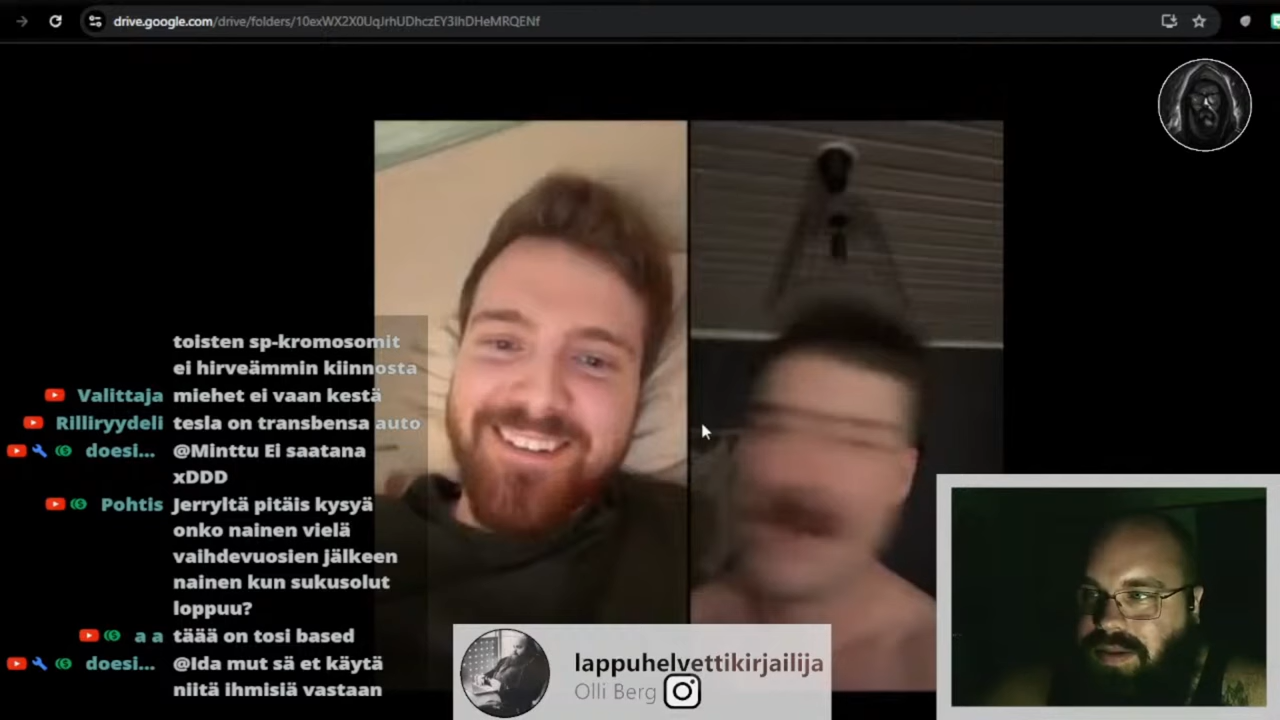 drive.google.com/drive/folders/10exWX2X0UqJrhUDhczEY3IhDHeMRQENf
toisten sp-kromosomit
ei hirveämmin kiinnosta
Valittaja miehet ei vaan kestä
Rilliryydeli tesla on transbensa auto
doesi... @Minttu Ei saatana
xDDD
Pohtis Jerryltä pitäis kysyä
onko nainen vielä
vaihdevuosien jälkeen
nainen kun sukusolut
loppuu?
a a täää on tosi based
doesi... @Ida mut sä et käytä
niitä ihmisiä vastaan
lappuhelvettikirjailija
Olli Berg